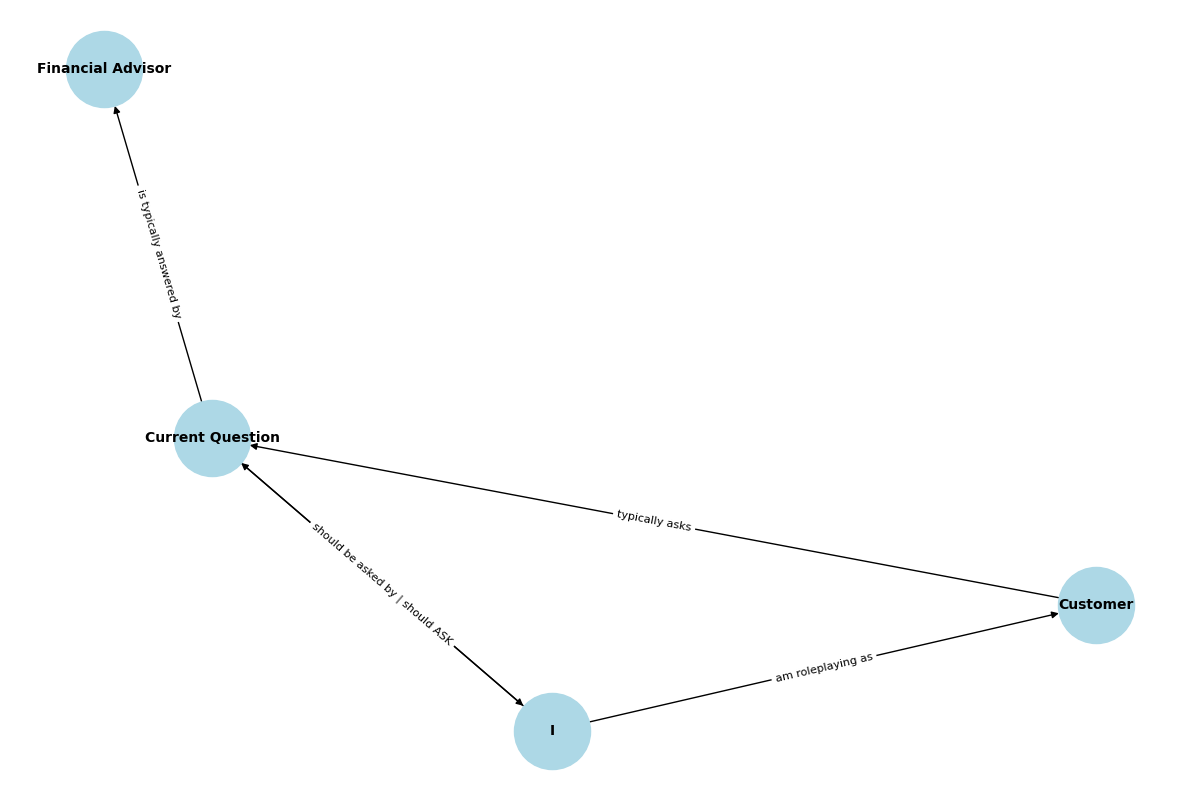 Financial Advisor
is typically answered by
Current Question
typically asks
should be asked by | should ASK
Customer
am roleplaying as
I